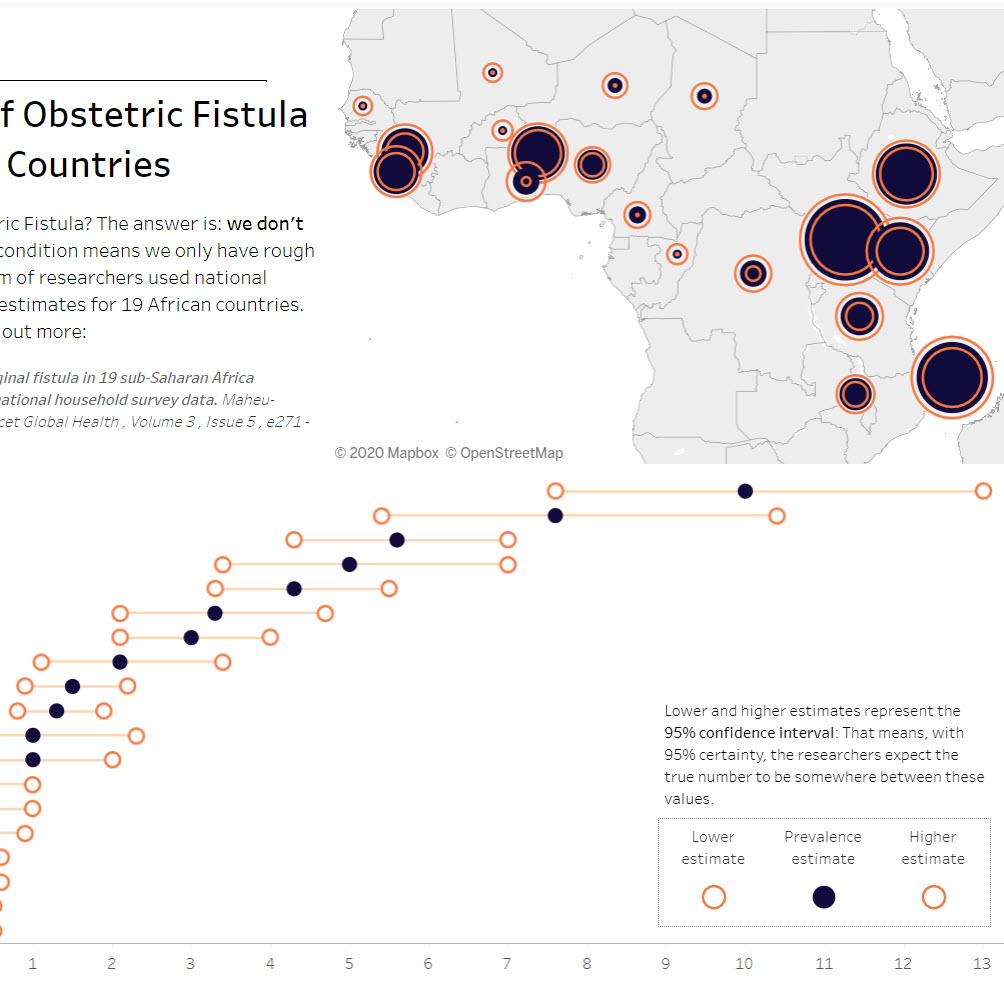 f Obstetric Fistula
Countries
ric Fistula? The answer is: we don't
condition means we only have rough
m of researchers used national
estimates for 19 African countries.
out more:
ginal fistula in 19 sub-Saharan Africa
national household survey data. Maheu-
cet Global Health , Volume 3 , Issue 5 , e271 -
© 2020 Mapbox © OpenStreetMap
Lower and higher estimates represent the
95% confidence interval: That means, with
95% certainty, the researchers expect the
true number to be somewhere between these
values.
Lower Prevalence Higher
estimate estimate estimate
1 2 3 4 5 6 7 8 9 10 11 12 13